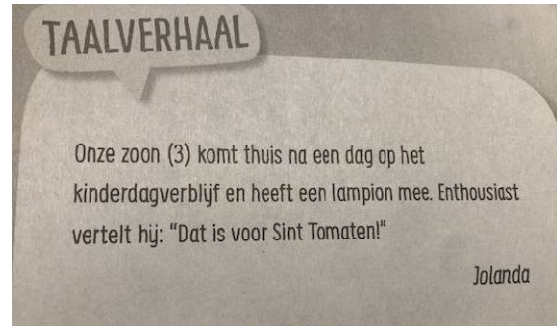 TAALVERHAAL
Onze zoon (3) komt thuis na een dag op het
kinderdagverblijf en heeft een lampion mee. Enthousiast
vertelt hij: “Dat is voor Sint Tomaten!”
Jolanda